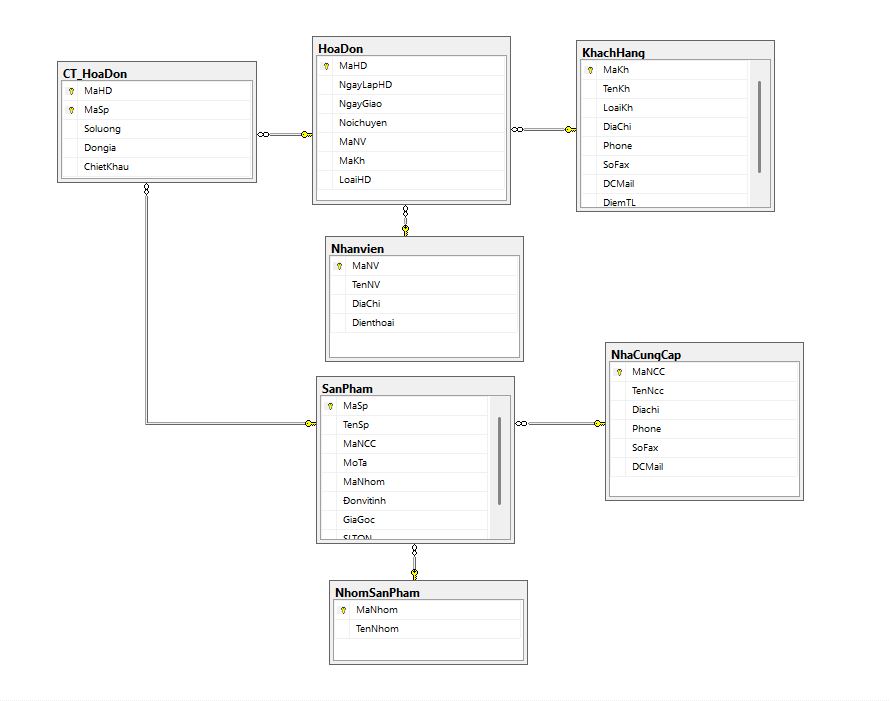 CT_HoaDon
MaHD
MaSp
Soluong
Dongia
ChietKhau
HoaDon
MaHD
NgayLapHD
NgayGiao
Noichuyen
MaNV
MaKh
LoaiHD
KhachHang
MaKh
TenKh
LoaiKh
DiaChi
Phone
SoFax
DCMail
DiemTL
Nhanvien
MaNV
TenNV
DiaChi
Dienthoai
SanPham
MaSp
TenSp
MaNCC
MoTa
MaNhom
Đonvitinh
GiaGoc
SLTON
NhaCungCap
MaNCC
TenNcc
Diachi
Phone
SoFax
DCMail
NhomSanPham
MaNhom
TenNhom